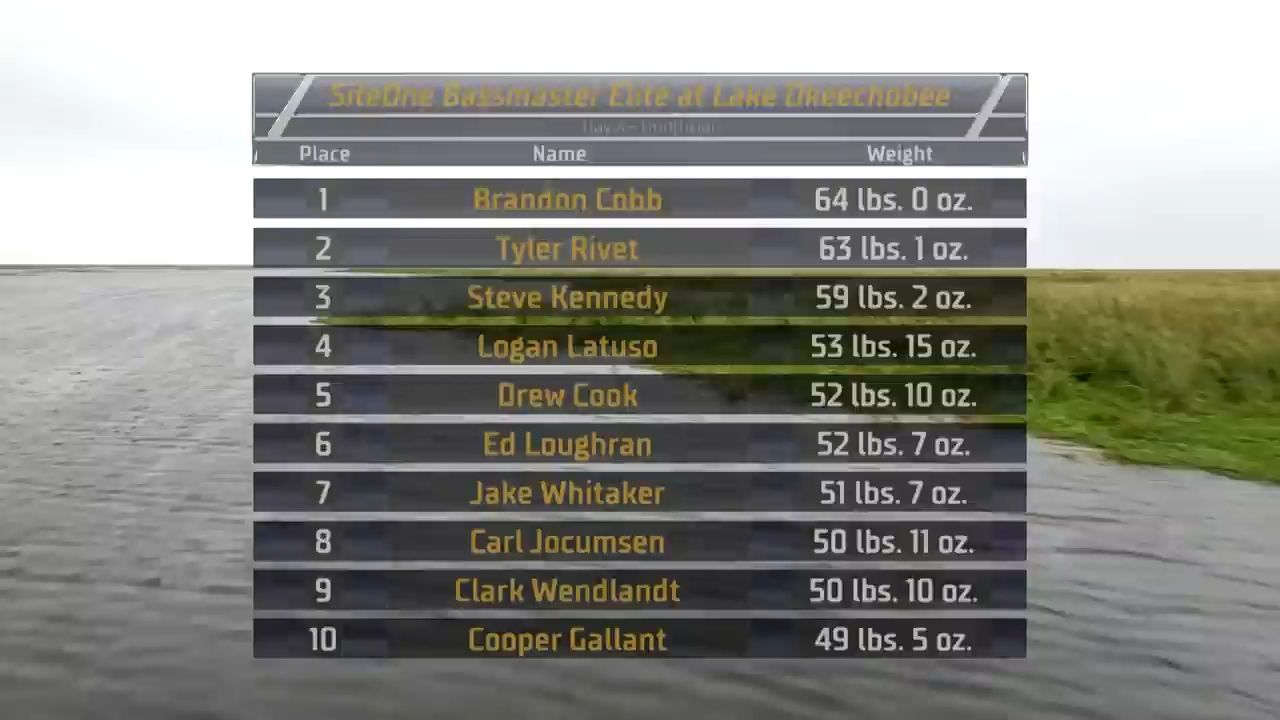 SiteOne Bassmaster Elite at Lake Okeechobee
Place Name Weight
1 Brandon Cobb 64 lbs. 0 oz.
2 Tyler Rivet 63 lbs. 1 oz.
3 Steve Kennedy 59 lbs. 2 oz.
4 Logan Latuso 53 lbs. 15 oz.
5 Drew Cook 52 lbs. 10 oz.
6 Ed Loughran 52 lbs. 7 oz.
7 Jake Whitaker 51 lbs. 7 oz.
8 Carl Jocumsen 50 lbs. 11 oz.
9 Clark Wendlandt 50 lbs. 10 oz.
10 Cooper Gallant 49 lbs. 5 oz.